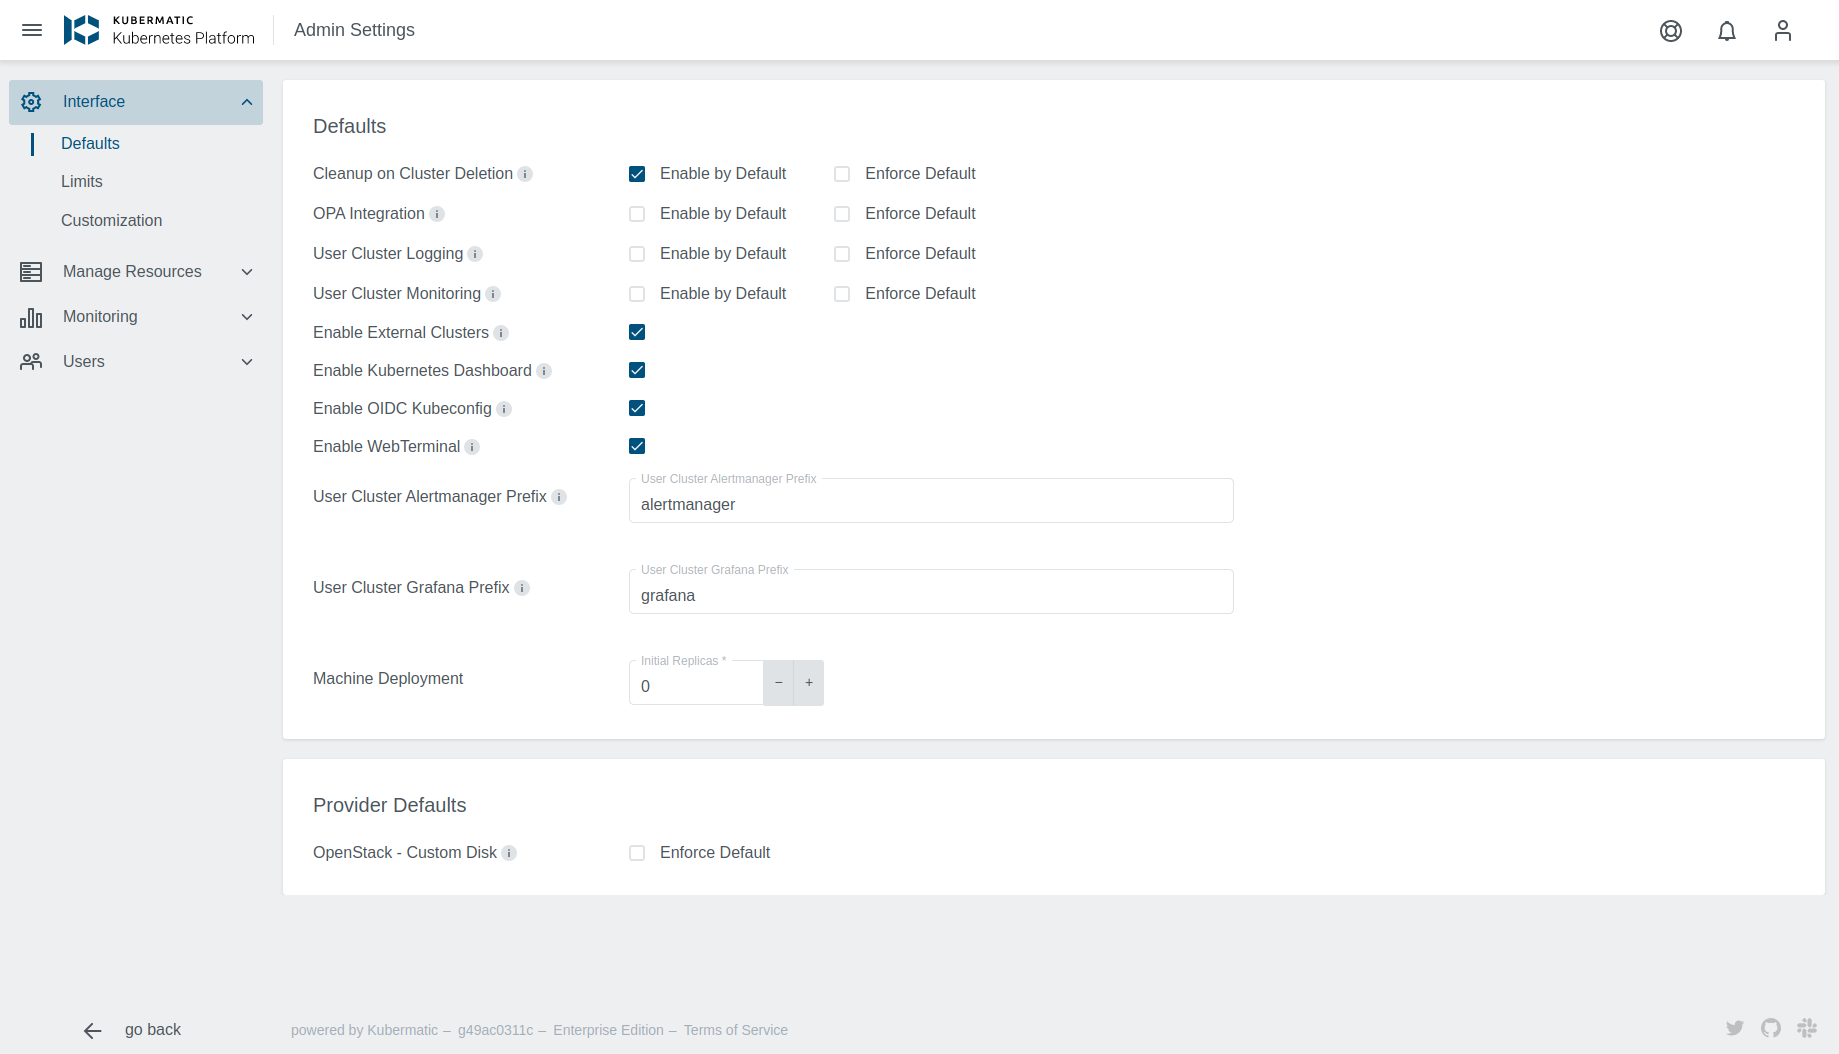 KUBERMATIC
Kubernetes Platform
Admin Settings
Interface
Defaults
Limits
Customization
Manage Resources
Monitoring
Users
Defaults
Cleanup on Cluster Deletion i Enable by Default Enforce Default
OPA Integration i Enable by Default Enforce Default
User Cluster Logging i Enable by Default Enforce Default
User Cluster Monitoring i Enable by Default Enforce Default
Enable External Clusters i
Enable Kubernetes Dashboard i
Enable OIDC Kubeconfig i
Enable WebTerminal i
User Cluster Alertmanager Prefix
User Cluster Alertmanager Prefix i
alertmanager
User Cluster Grafana Prefix
User Cluster Grafana Prefix i
grafana
Initial Replicas *
Machine Deployment
0 − +
Provider Defaults
OpenStack - Custom Disk i Enforce Default
go back
powered by Kubermatic – g49ac0311c – Enterprise Edition – Terms of Service